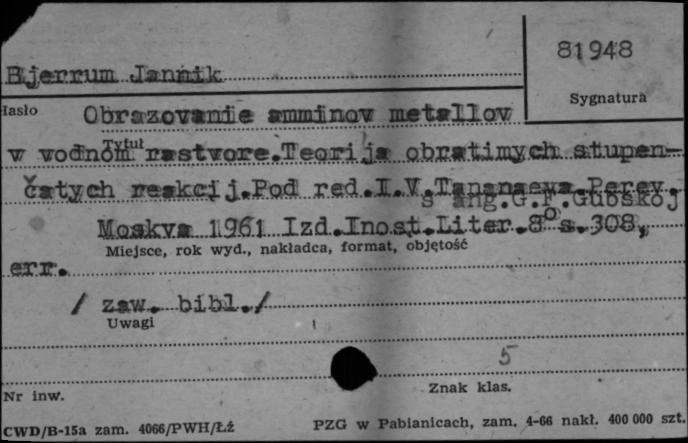 81948
Bjerrum Jannik
Sygnatura
Hasło
Obrazovanie amminov metallov
Tytuł
v vodnom rastvore.Teorija obratimych stupen-
čatych reakcij.Pod red.I.V.Tananaeva.Perev.
s ang.G.F.Gubskoj
Moskva 1961 Izd.Inost.Liter.8° s.308,
Miejsce, rok wyd., nakładca, format, objętość
err.
/ zaw. bibl./
Uwagi
5
Nr inw.
Znak klas.
CWD/B-15a zam. 4066/PWH/Łż
PZG w Pabianicach, zam. 4-66 nakł. 400 000 szt.